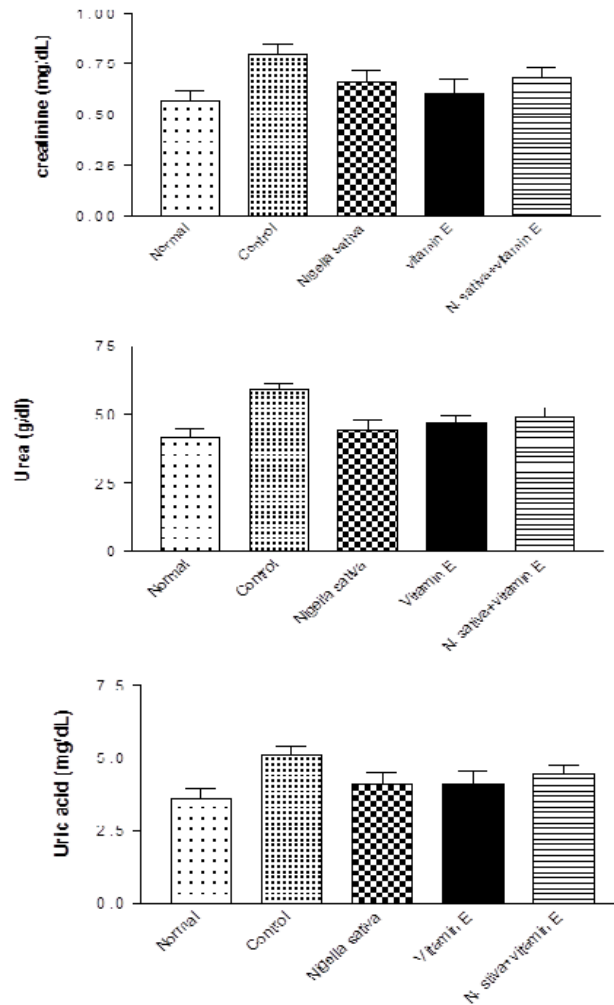 1.00
0.75
0.50
0.25
0.00
creatinine (mg/dL)
Normal
Control
Nigella sativa
vitamin E
N. sativa+vitamin E
75
50
25
0
Urea (g/dl)
Normal
Control
Nigella sativa
Vitamin E
N. sativa+vitamin E
7.5
5.0
2.5
0.0
Uric acid (mg/dL)
Normal
Control
Nigella sativa
Vitamin E
N. stiva+vitamin E